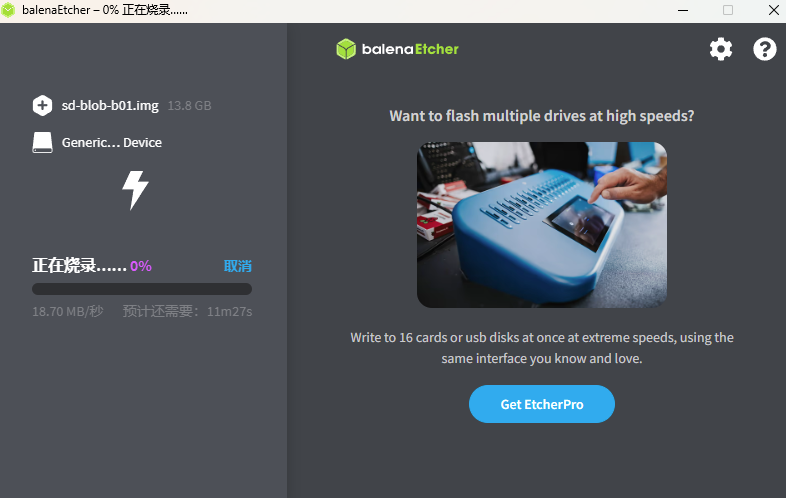 balenaEtcher – 0% 正在烧录......
balenaEtcher
sd-blob-b01.img 13.8 GB
Generic... Device
正在烧录...... 0% 取消
18.70 MB/秒 预计还需要：11m27s
Want to flash multiple drives at high speeds?
Write to 16 cards or usb disks at once at extreme speeds, using the
same interface you know and love.
Get EtcherPro